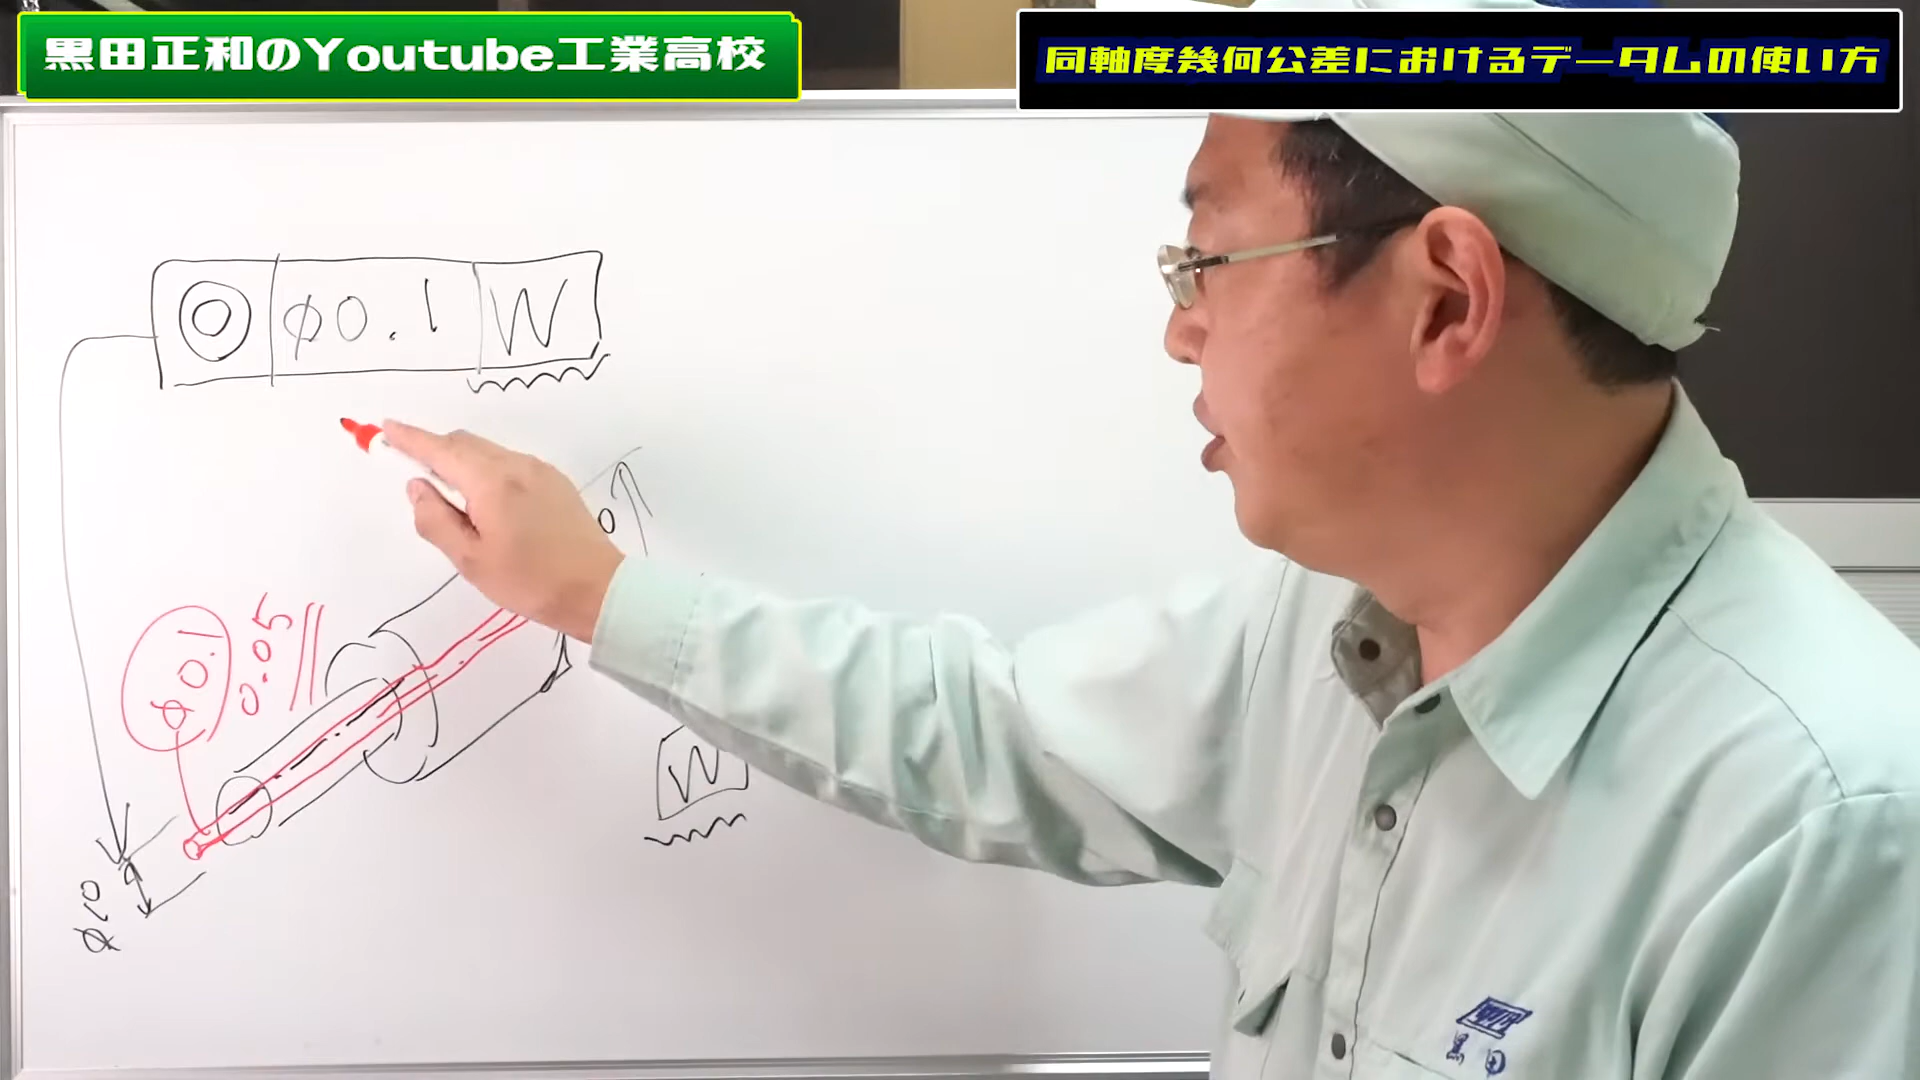 黒田正和のYoutube工業高校
同軸度幾何公差におけるデータムの使い方
◎ φ0.1 W
φ0.1
0.05
0
W
φ10